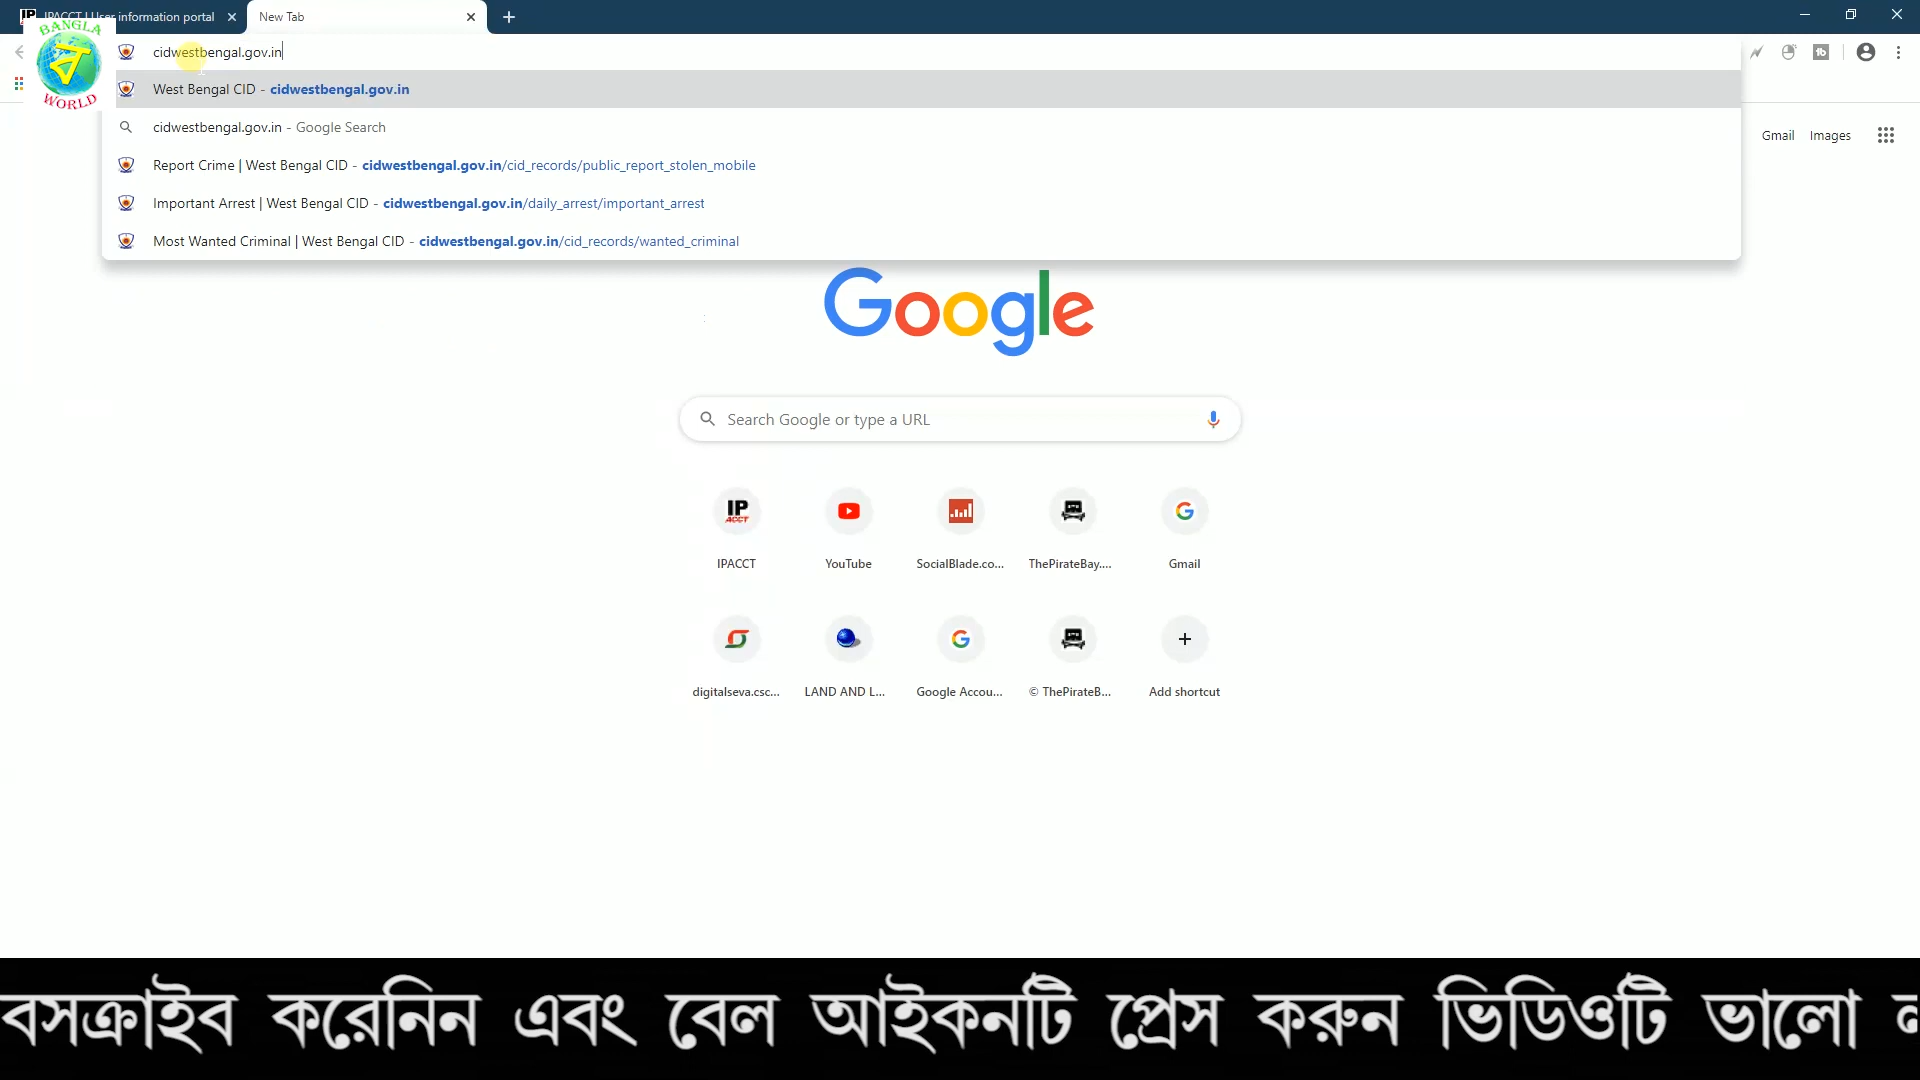 IPACCT | User information portal
New Tab
BANGLA
WORLD
cidwestbengal.gov.in
West Bengal CID - cidwestbengal.gov.in
cidwestbengal.gov.in - Google Search
Report Crime | West Bengal CID - cidwestbengal.gov.in/cid_records/public_report_stolen_mobile
Important Arrest | West Bengal CID - cidwestbengal.gov.in/daily_arrest/important_arrest
Most Wanted Criminal | West Bengal CID - cidwestbengal.gov.in/cid_records/wanted_criminal
Gmail Images
Google
Search Google or type a URL
IP
ACCT
IPACCT YouTube SocialBlade.co... ThePirateBay.... Gmail
digitalseva.csc... LAND AND L... Google Accou... © ThePirateB... Add shortcut
বসক্রাইব করেনিন এবং বেল আইকনটি প্রেস করুন ভিডিওটি ভালো